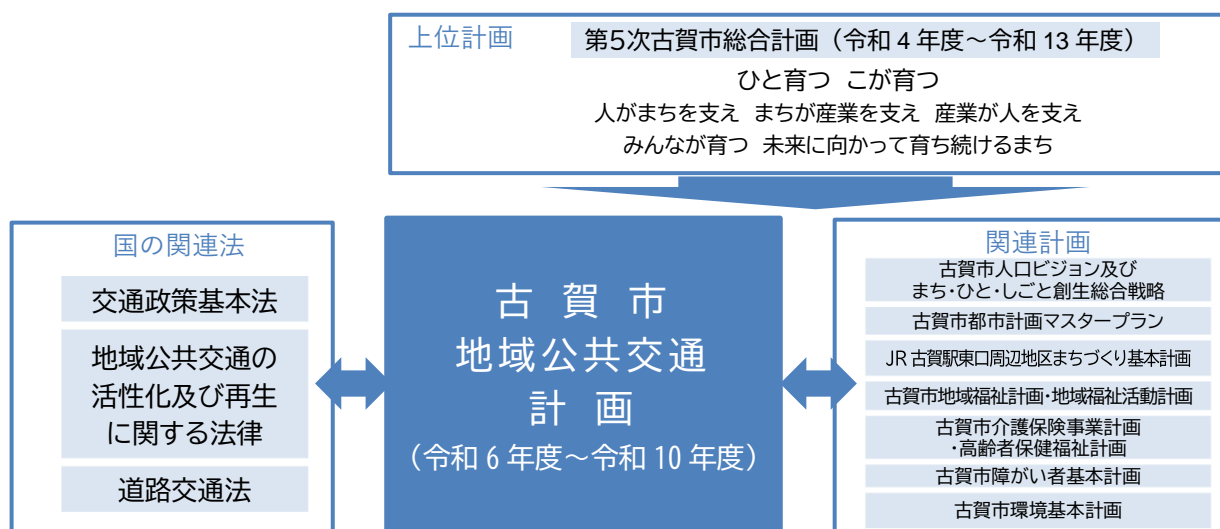 上位計画
第5次古賀市総合計画（令和 4 年度～令和 13 年度）
ひと育つ こが育つ
人がまちを支え まちが産業を支え 産業が人を支え
みんなが育つ 未来に向かって育ち続けるまち
国の関連法
交通政策基本法
地域公共交通の
活性化及び再生
に関する法律
道路交通法
古 賀 市
地域公共交通
計 画
（令和 6 年度～令和 10 年度）
関連計画
古賀市人口ビジョン及び
まち・ひと・しごと創生総合戦略
古賀市都市計画マスタープラン
JR 古賀駅東口周辺地区まちづくり基本計画
古賀市地域福祉計画・地域福祉活動計画
古賀市介護保険事業計画
・高齢者保健福祉計画
古賀市障がい者基本計画
古賀市環境基本計画